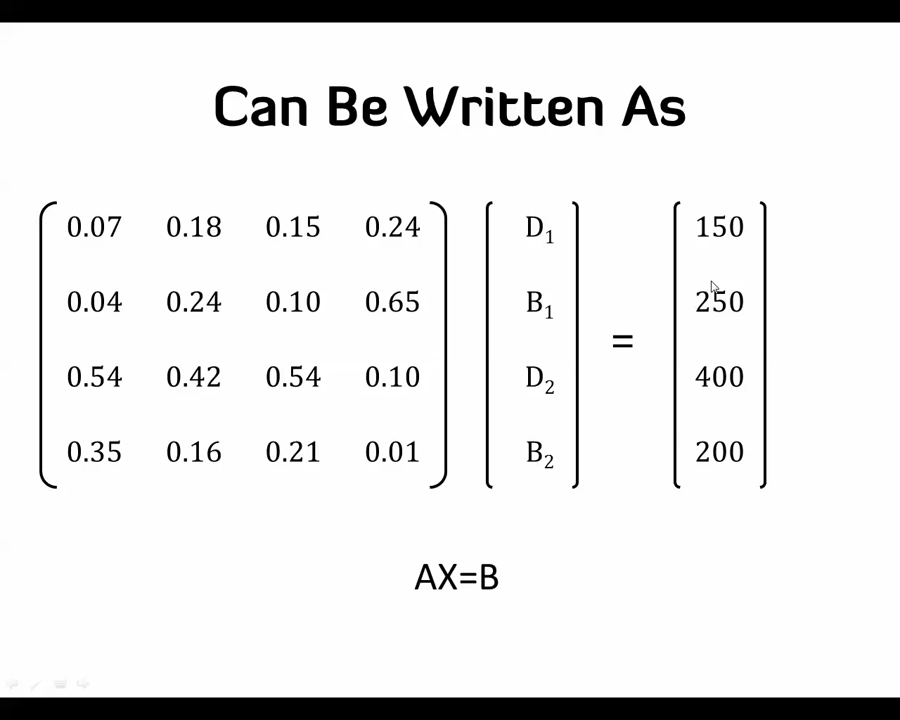 Can Be Written As
0.07 0.18 0.15 0.24 D₁ 150
0.04 0.24 0.10 0.65 B₁ 250
=
0.54 0.42 0.54 0.10 D₂ 400
0.35 0.16 0.21 0.01 B₂ 200
AX=B